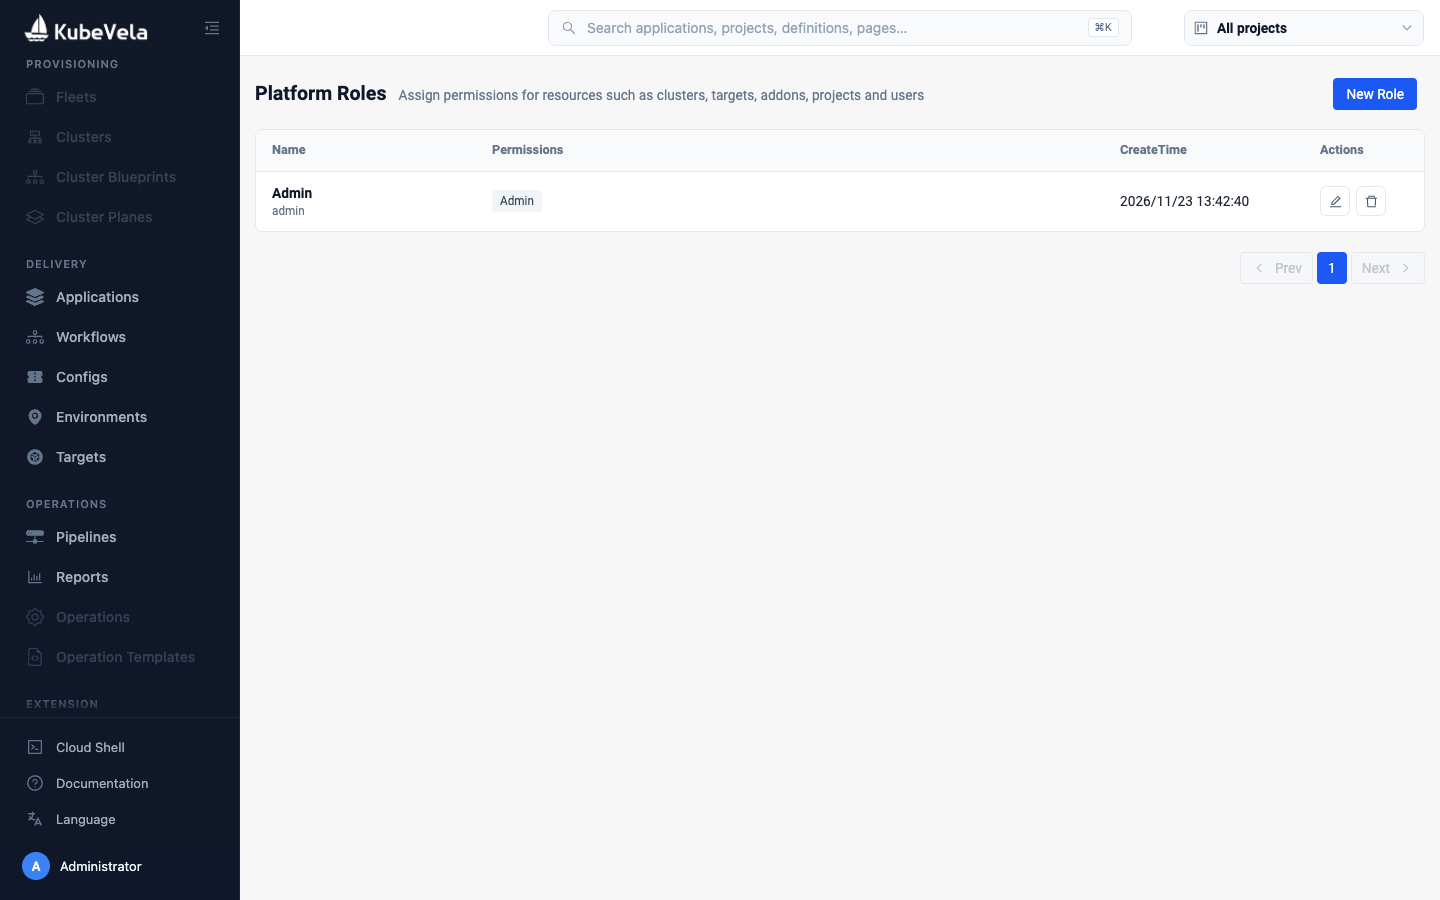 KubeVela
PROVISIONING
Fleets
Clusters
Cluster Blueprints
Cluster Planes
DELIVERY
Applications
Workflows
Configs
Environments
Targets
OPERATIONS
Pipelines
Reports
Operations
Operation Templates
EXTENSION
Cloud Shell
Documentation
Language
A Administrator
Search applications, projects, definitions, pages... ⌘K
All projects
Platform Roles Assign permissions for resources such as clusters, targets, addons, projects and users
New Role
Name Permissions CreateTime Actions
Admin
admin
Admin
2026/11/23 13:42:40
Prev 1 Next